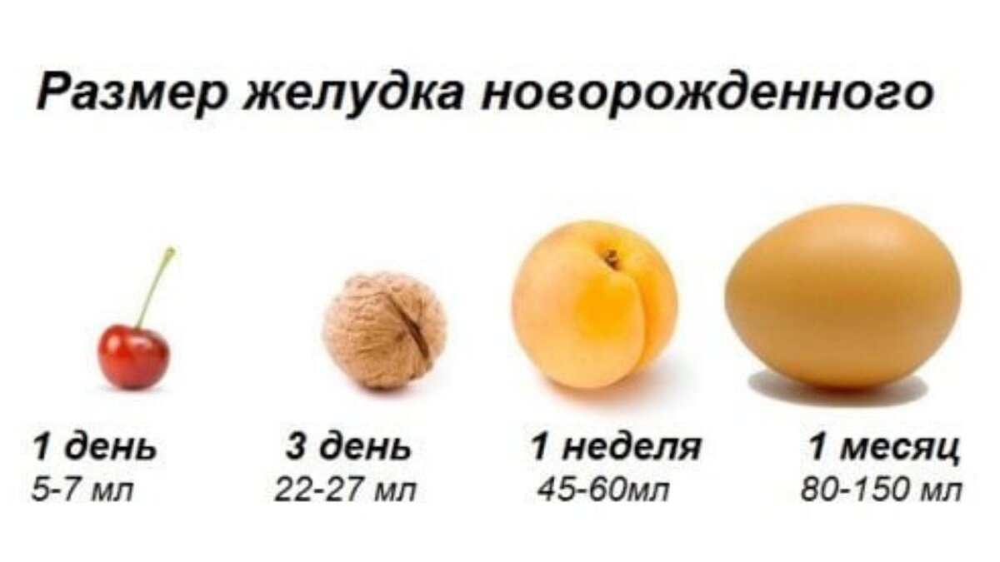 Размер желудка новорожденного
1 день 3 день 1 неделя 1 месяц
5-7 мл 22-27 мл 45-60мл 80-150 мл